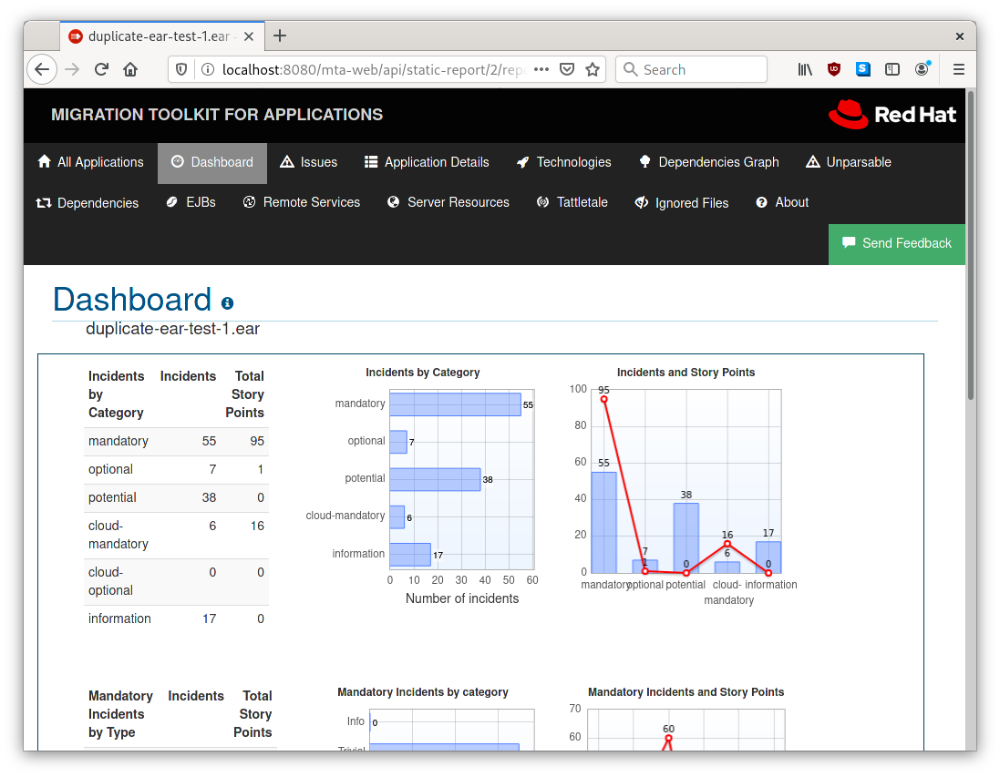 duplicate-ear-test-1.ear -
localhost:8080/mta-web/api/static-report/2/repo
Search
MIGRATION TOOLKIT FOR APPLICATIONS
Red Hat
All Applications Dashboard Issues Application Details Technologies Dependencies Graph Unparsable
Dependencies EJBs Remote Services Server Resources Tattletale Ignored Files About
Send Feedback
Dashboard
duplicate-ear-test-1.ear
Incidents by Category Incidents Total Story Points
mandatory 55 95
optional 7 1
potential 38 0
cloud-mandatory 6 16
cloud-optional 0 0
information 17 0
Incidents by Category
mandatory 55
optional 7
potential 38
cloud-mandatory 6
information 17
0 10 20 30 40 50 60
Number of incidents
Incidents and Story Points
100
80
60
40
20
0
95
55
7
1
38
0
16
6
17
0
mandatory optional potential cloud-mandatory information
Mandatory Incidents by Type Incidents Total Story Points
Mandatory Incidents by category
Info 0
Trivial
Mandatory Incidents and Story Points
70
60
60